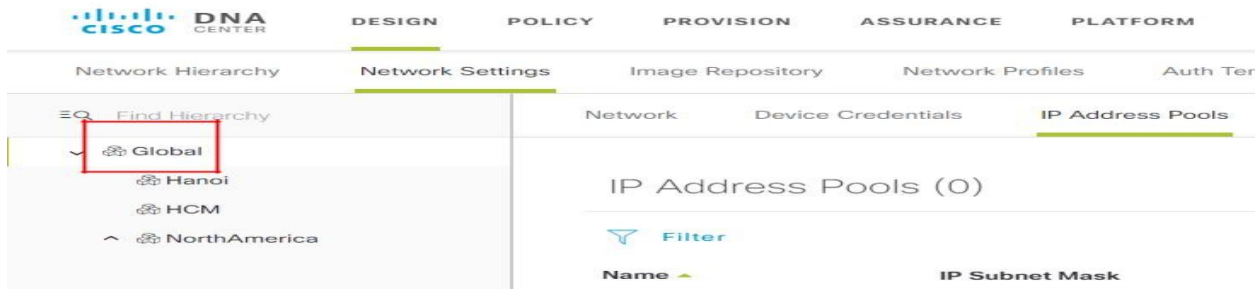 CISCO DNA CENTER
DESIGN POLICY PROVISION ASSURANCE PLATFORM
Network Hierarchy Network Settings Image Repository Network Profiles Auth
Find Hierarchy
Network Device Credentials IP Address Pools
Global
Hanoi
HCM
NorthAmerica
IP Address Pools (0)
Filter
Name IP Subnet Mask